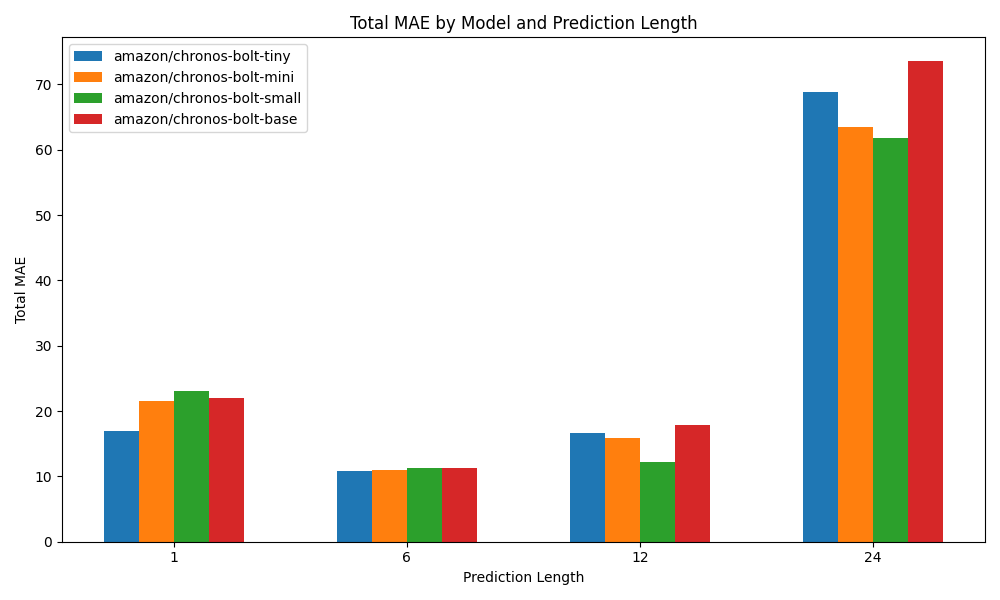 Total MAE by Model and Prediction Length
amazon/chronos-bolt-tiny
amazon/chronos-bolt-mini
amazon/chronos-bolt-small
amazon/chronos-bolt-base
70
60
50
40
30
20
10
0
Total MAE
1 6 12 24
Prediction Length